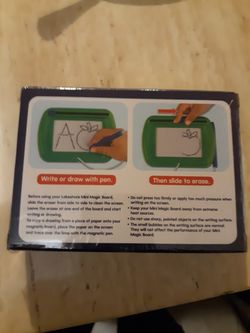 A
Write or draw with pen.
Then slide to erase.
Before using your Lakeshore Mini Magic Board,
slide the eraser from side to side to clean the screen.
Leave the eraser at one end of the board and start
writing or drawing.
To copy a drawing from a piece of paper onto your
magnetic board, place the paper on the screen
and trace over the lines with the magnetic pen.
• Do not press too firmly or apply too much pressure when
writing on the screen.
• Keep your Mini Magic Board away from extreme
heat sources.
• Do not use sharp, pointed objects on the writing surface.
• The small bubbles on the writing surface are normal!
They will not affect the performance of your Mini
Magic Board.